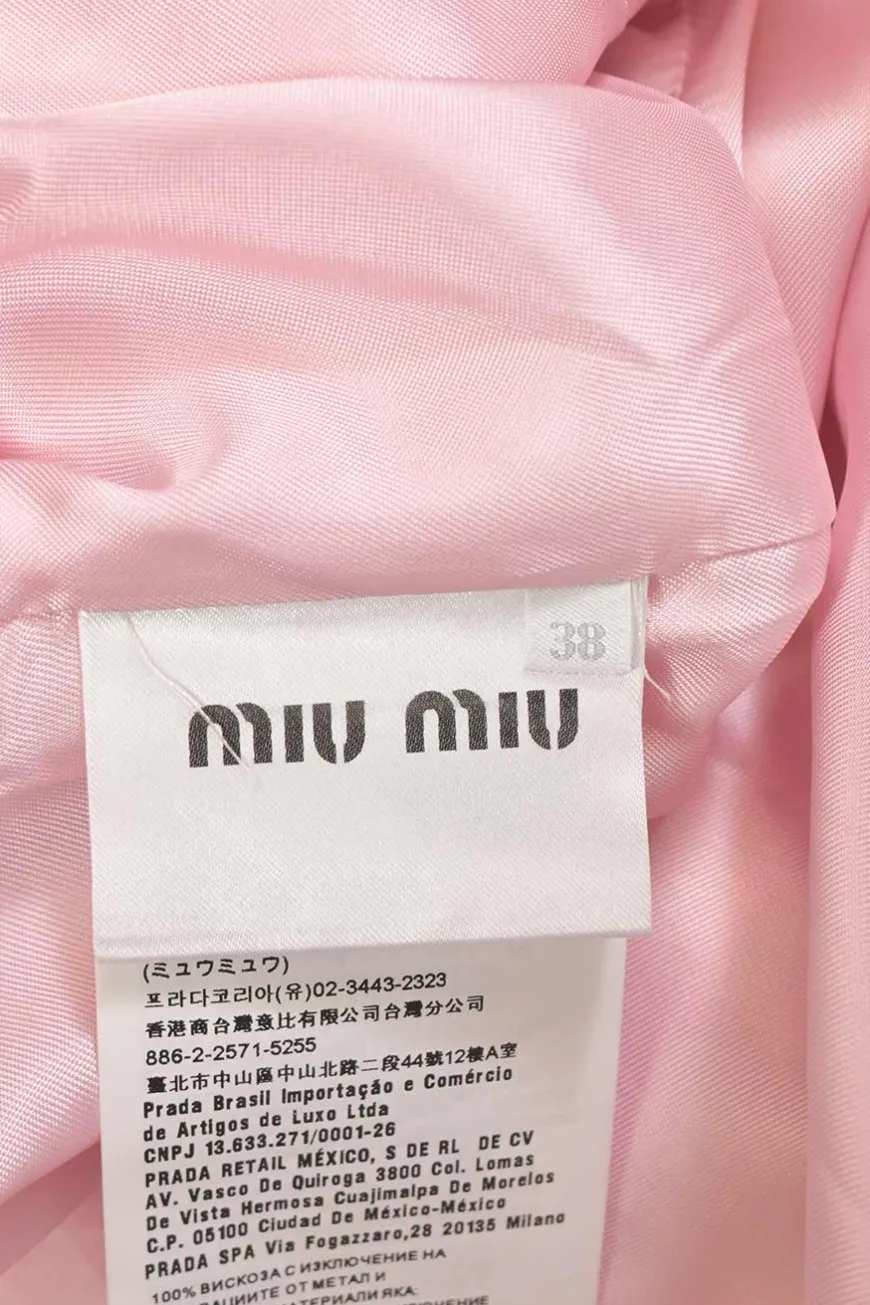 38
miu miu
(ミュウミュウ)
프라다코리아(유)02-3443-2323
香港商台灣意比有限公司台灣分公司
886-2-2571-5255
臺北市中山區中山北路二段44號12樓A室
Prada Brasil Importação e Comércio
de Artigos de Luxo Ltda
CNPJ 13.633.271/0001-26
PRADA RETAIL MÉXICO, S DE RL DE CV
AV. Vasco De Quiroga 3800 Col. Lomas
De Vista Hermosa Cuajimalpa De Morelos
C.P. 05100 Ciudad De México-México
PRADA SPA Via Fogazzaro,28 20135 Milano
100% ВИСКОЗА С ИЗКЛЮЧЕНИЕ НА
ОТ МЕТАЛ И